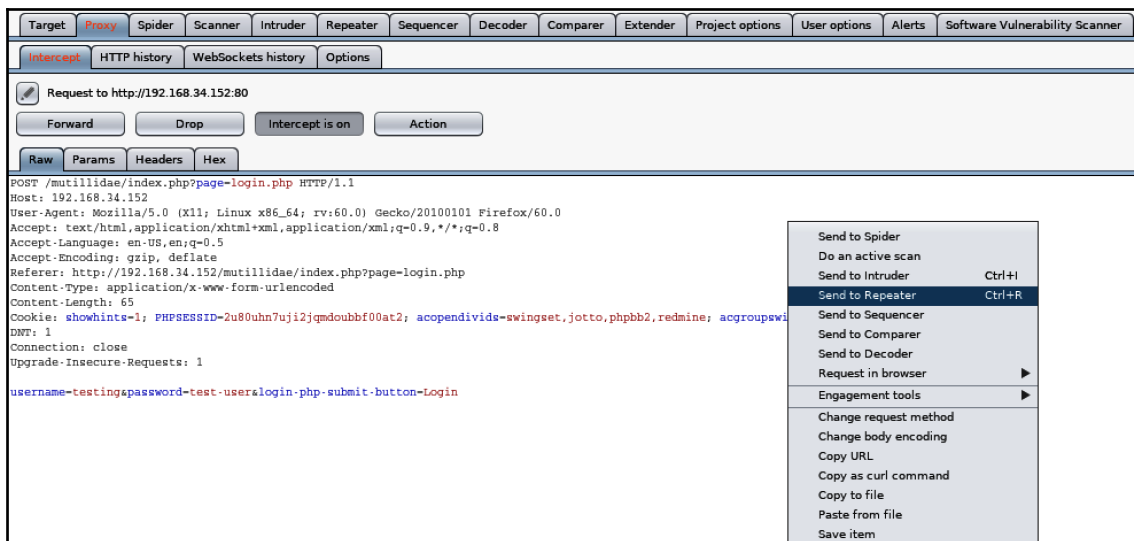 Target Proxy Spider Scanner Intruder Repeater Sequencer Decoder Comparer Extender Project options User options Alerts Software Vulnerability Scanner
Intercept HTTP history WebSockets history Options
Request to http://192.168.34.152:80
Forward Drop Intercept is on Action
Raw Params Headers Hex
POST /mutillidae/index.php?page=login.php HTTP/1.1
Host: 192.168.34.152
User-Agent: Mozilla/5.0 (X11; Linux x86_64; rv:60.0) Gecko/20100101 Firefox/60.0
Accept: text/html,application/xhtml+xml,application/xml;q=0.9,*/*;q=0.8
Accept-Language: en-US,en;q=0.5
Accept-Encoding: gzip, deflate
Referer: http://192.168.34.152/mutillidae/index.php?page=login.php
Content-Type: application/x-www-form-urlencoded
Content-Length: 65
Cookie: showhints=1; PHPSESSID=2u80uhn7uji2jqmdoubbf00at2; acopendivids=swingset,jotto,phpbb2,redmine; acgroupswi
DNT: 1
Connection: close
Upgrade-Insecure-Requests: 1
username=testing&password=test-user&login-php-submit-button=Login
Send to Spider
Do an active scan
Send to Intruder Ctrl+I
Send to Repeater Ctrl+R
Send to Sequencer
Send to Comparer
Send to Decoder
Request in browser
Engagement tools
Change request method
Change body encoding
Copy URL
Copy as curl command
Copy to file
Paste from file
Save item